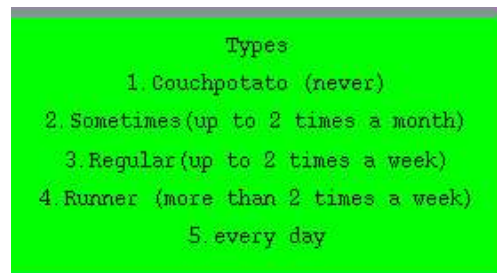 Types
1. Couchpotato (never)
2. Sometimes(up to 2 times a month)
3. Regular(up to 2 times a week)
4. Runner (more than 2 times a week)
5. every day